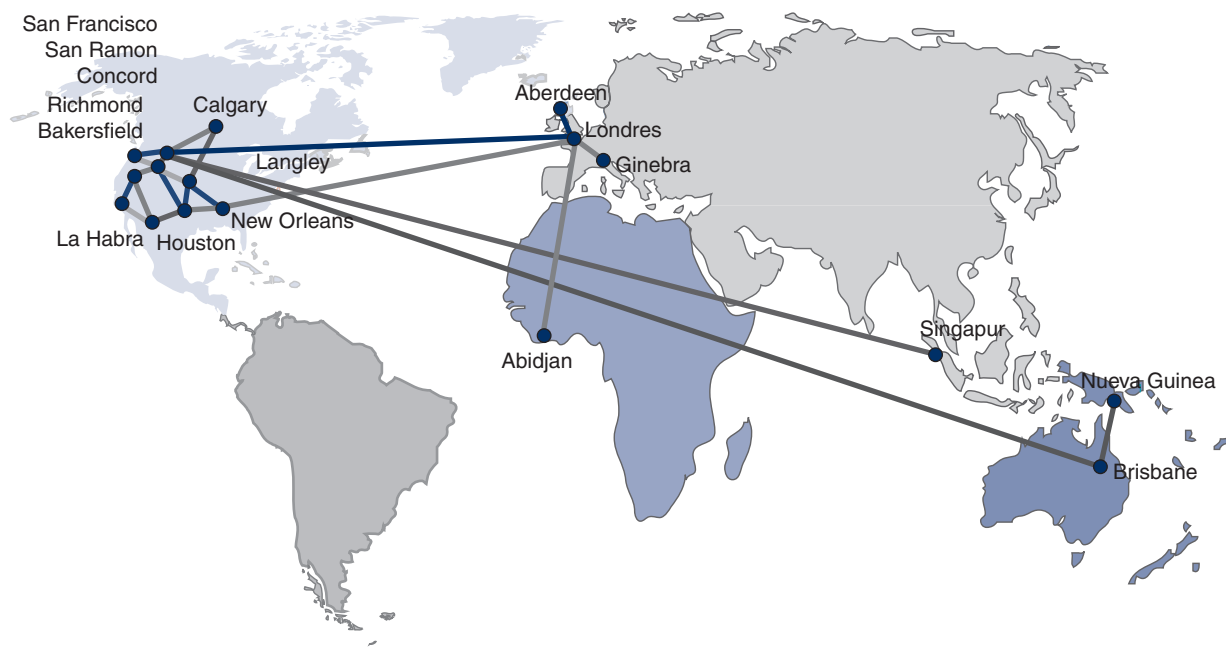 San Francisco
San Ramon
Concord
Richmond
Bakersfield
Calgary
Aberdeen
Londres
Langley
Ginebra
New Orleans
La Habra
Houston
Singapur
Abidjan
Nueva Guinea
Brisbane